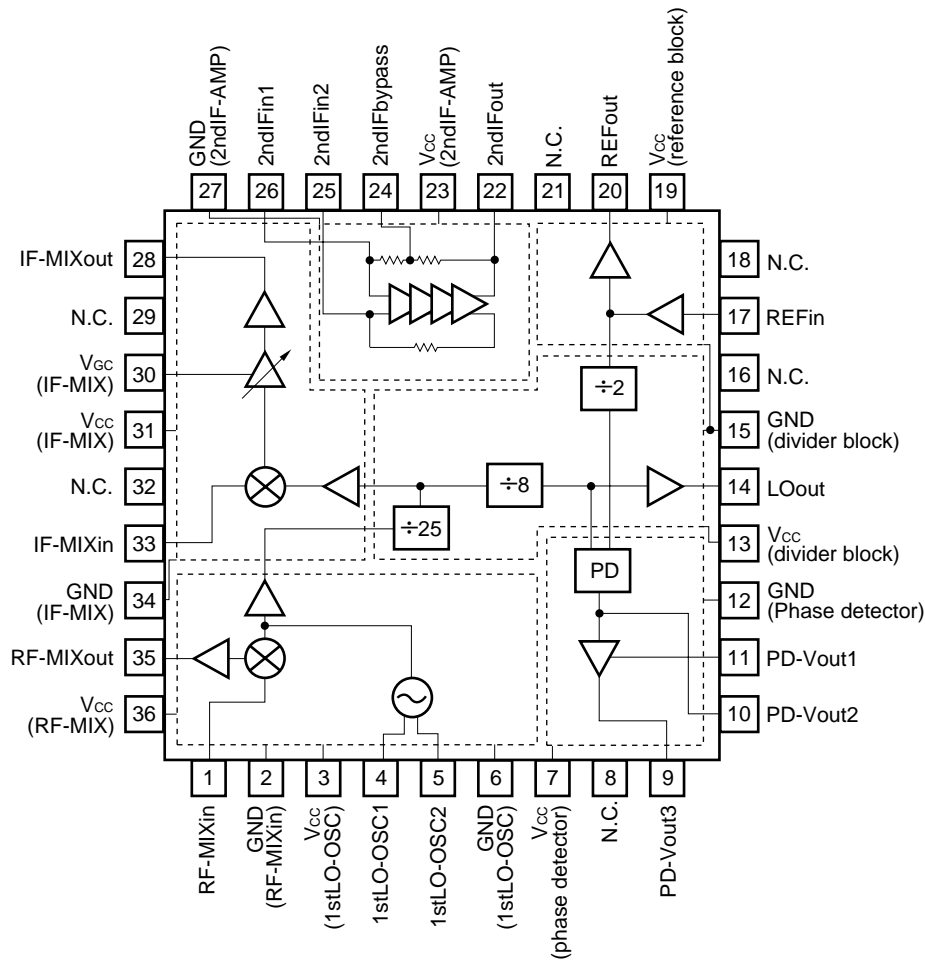 GND
(2ndIF-AMP)
2ndIFin1
2ndIFin2
2ndIFbypass
VCC
(2ndIF-AMP)
2ndIFout
N.C.
REFout
VCC
(reference block)
27
26
25
24
23
22
21
20
19
IF-MIXout
28
N.C.
29
VGC
(IF-MIX)
30
VCC
(IF-MIX)
31
N.C.
32
IF-MIXin
33
GND
(IF-MIX)
34
RF-MIXout
35
VCC
(RF-MIX)
36
÷2
÷8
÷25
PD
18
N.C.
17
REFin
16
N.C.
15
GND
(divider block)
14
LOout
13
VCC
(divider block)
12
GND
(Phase detector)
11
PD-Vout1
10
PD-Vout2
1
2
3
4
5
6
7
8
9
RF-MIXin
GND
(RF-MIXin)
VCC
(1stLO-OSC)
1stLO-OSC1
1stLO-OSC2
GND
(1stLO-OSC)
VCC
(phase detector)
N.C.
PD-Vout3